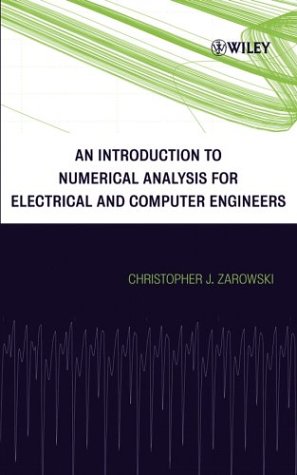 WILEY
AN INTRODUCTION TO
NUMERICAL ANALYSIS FOR
ELECTRICAL AND COMPUTER ENGINEERS
CHRISTOPHER J. ZAROWSKI